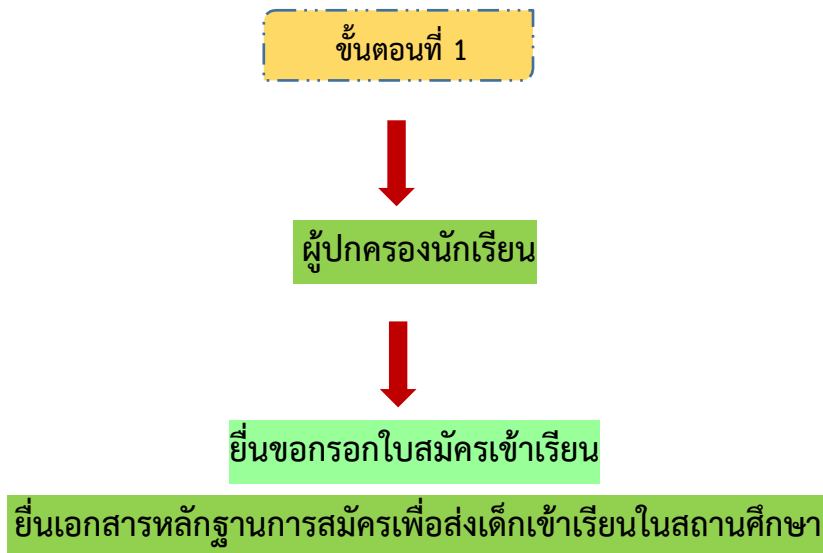 ขั้นตอนที่ 1
ผู้ปกครองนักเรียน
ยื่นขอกรอกใบสมัครเข้าเรียน
ยื่นเอกสารหลักฐานการสมัครเพื่อส่งเด็กเข้าเรียนในสถานศึกษา